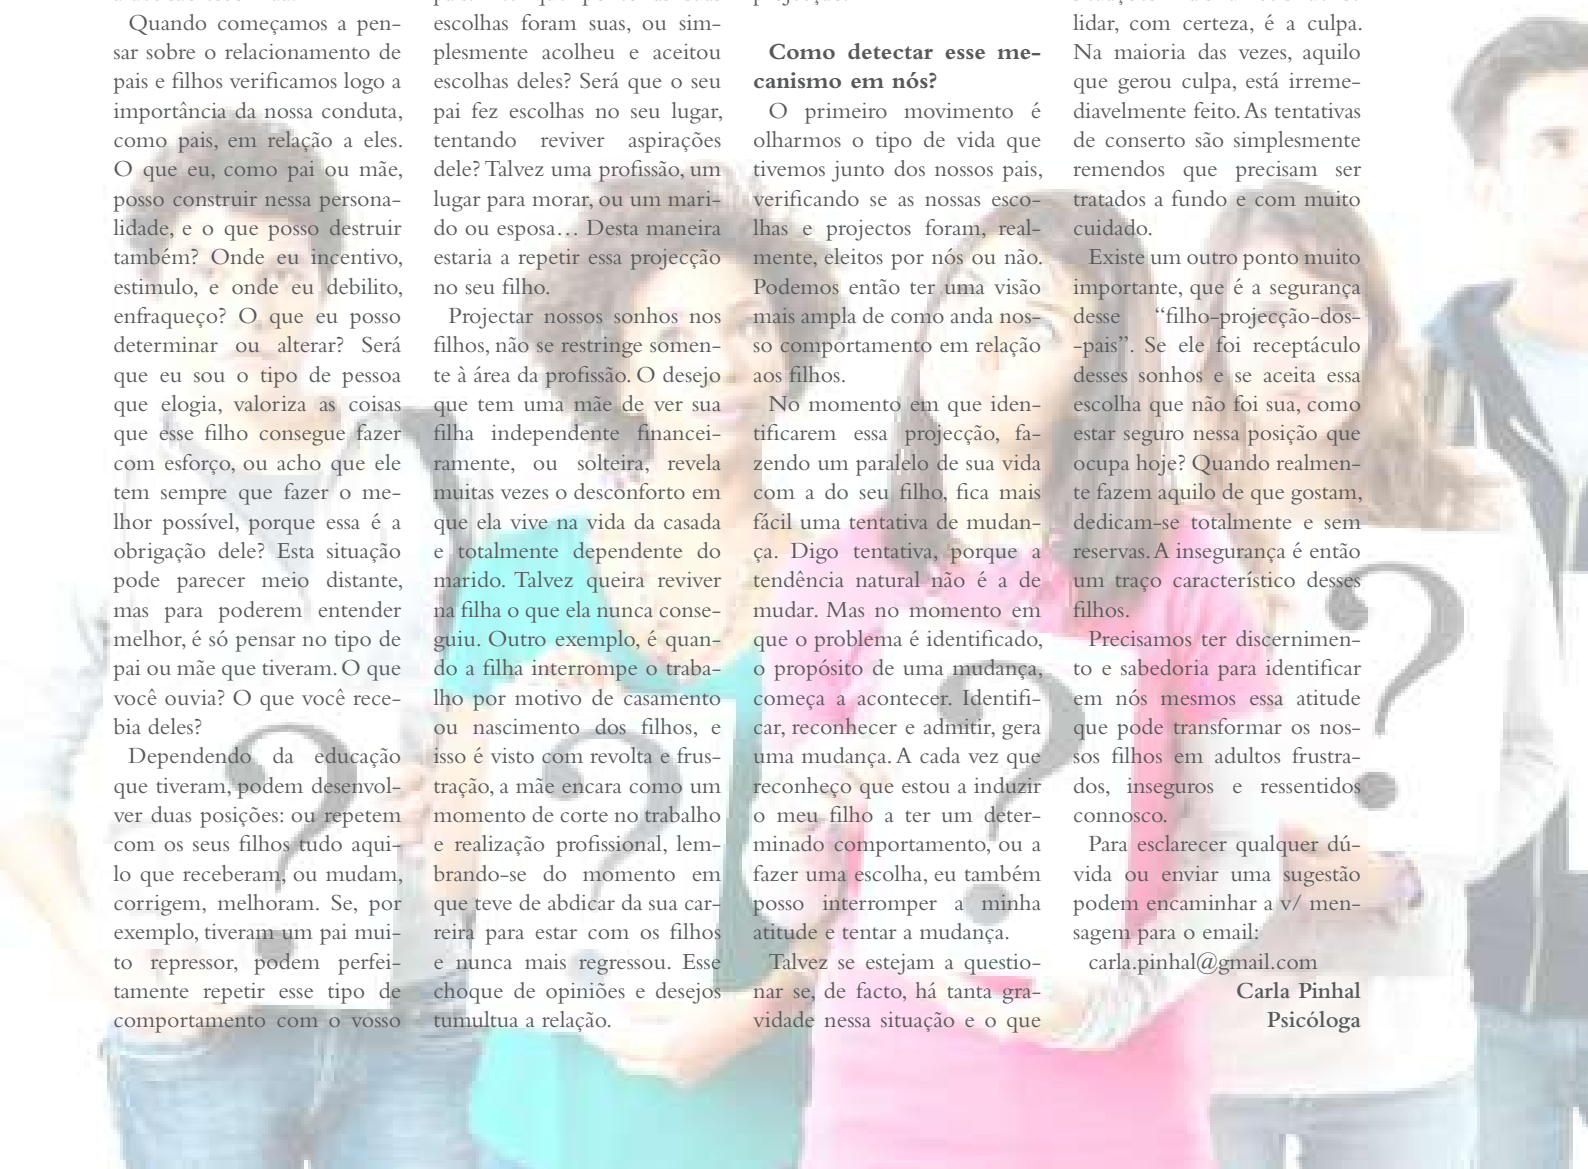 Quando começamos a pen-
sar sobre o relacionamento de
pais e filhos verificamos logo a
importância da nossa conduta,
como pais, em relação a eles.
O que eu, como pai ou mãe,
posso construir nessa persona-
lidade, e o que posso destruir
também? Onde eu incentivo,
estimulo, e onde eu debilito,
enfraqueço? O que eu posso
determinar ou alterar? Será
que eu sou o tipo de pessoa
que elogia, valoriza as coisas
que esse filho consegue fazer
com esforço, ou acho que ele
tem sempre que fazer o me-
lhor possível, porque essa é a
obrigação dele? Esta situação
pode parecer meio distante,
mas para poderem entender
melhor, é só pensar no tipo de
pai ou mãe que tiveram. O que
você ouvia? O que você rece-
bia deles?
Dependendo da educação
que tiveram, podem desenvol-
ver duas posições: ou repetem
com os seus filhos tudo aqui-
lo que receberam, ou mudam,
corrigem, melhoram. Se, por
exemplo, tiveram um pai mui-
to repressor, podem perfei-
tamente repetir esse tipo de
comportamento com o vosso
escolhas foram suas, ou sim-
plesmente acolheu e aceitou
escolhas deles? Será que o seu
pai fez escolhas no seu lugar,
tentando reviver aspirações
dele? Talvez uma profissão, um
lugar para morar, ou um mari-
do ou esposa… Desta maneira
estaria a repetir essa projecção
no seu filho.
Projectar nossos sonhos nos
filhos, não se restringe somen-
te à área da profissão. O desejo
que tem uma mãe de ver sua
filha independente financei-
ramente, ou solteira, revela
muitas vezes o desconforto em
que ela vive na vida da casada
e totalmente dependente do
marido. Talvez queira reviver
na filha o que ela nunca conse-
guiu. Outro exemplo, é quan-
do a filha interrompe o traba-
lho por motivo de casamento
ou nascimento dos filhos, e
isso é visto com revolta e frus-
tração, a mãe encara como um
momento de corte no trabalho
e realização profissional, lem-
brando-se do momento em
que teve de abdicar da sua car-
reira para estar com os filhos
e nunca mais regressou. Esse
choque de opiniões e desejos
tumultua a relação.
Como detectar esse me-
canismo em nós?
O primeiro movimento é
olharmos o tipo de vida que
tivemos junto dos nossos pais,
verificando se as nossas esco-
lhas e projectos foram, real-
mente, eleitos por nós ou não.
Podemos então ter uma visão
mais ampla de como anda nos-
so comportamento em relação
aos filhos.
No momento em que iden-
tificarem essa projecção, fa-
zendo um paralelo de sua vida
com a do seu filho, fica mais
fácil uma tentativa de mudan-
ça. Digo tentativa, porque a
tendência natural não é a de
mudar. Mas no momento em
que o problema é identificado,
o propósito de uma mudança,
começa a acontecer. Identifi-
car, reconhecer e admitir, gera
uma mudança. A cada vez que
reconheço que estou a induzir
o meu filho a ter um deter-
minado comportamento, ou a
fazer uma escolha, eu também
posso interromper a minha
atitude e tentar a mudança.
Talvez se estejam a questio-
nar se, de facto, há tanta gra-
vidade nessa situação e o que
lidar, com certeza, é a culpa.
Na maioria das vezes, aquilo
que gerou culpa, está irreme-
diavelmente feito. As tentativas
de conserto são simplesmente
remendos que precisam ser
tratados a fundo e com muito
cuidado.
Existe um outro ponto muito
importante, que é a segurança
desse “filho-projecção-dos-
-pais”. Se ele foi receptáculo
desses sonhos e se aceita essa
escolha que não foi sua, como
estar seguro nessa posição que
ocupa hoje? Quando realmen-
te fazem aquilo de que gostam,
dedicam-se totalmente e sem
reservas. A insegurança é então
um traço característico desses
filhos.
Precisamos ter discernimen-
to e sabedoria para identificar
em nós mesmos essa atitude
que pode transformar os nos-
sos filhos em adultos frustra-
dos, inseguros e ressentidos
connosco.
Para esclarecer qualquer dú-
vida ou enviar uma sugestão
podem encaminhar a v/ men-
sagem para o email:
carla.pinhal@gmail.com
Carla Pinhal
Psicóloga
?
?
?
?